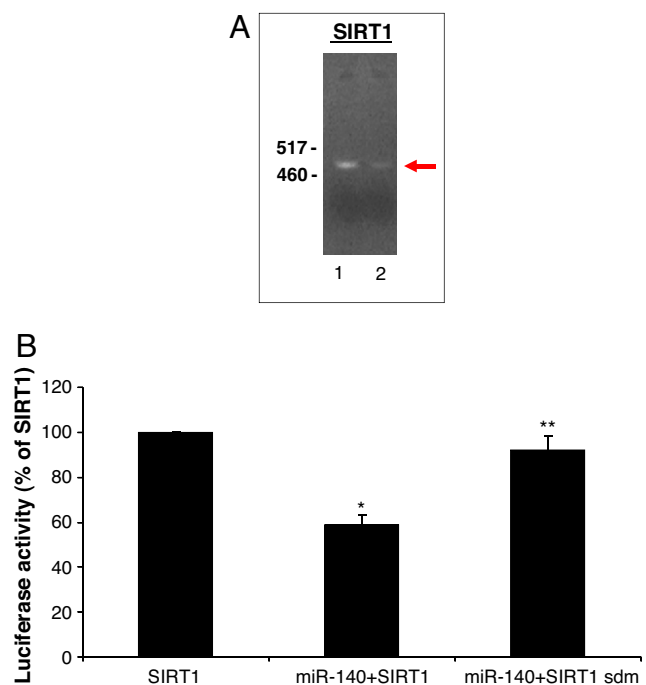 A
SIRT1
517 -
460 -
1 2
B
Luciferase activity (% of SIRT1)
120
100
80
60
40
20
0
*
**
SIRT1
miR-140+SIRT1
miR-140+SIRT1 sdm